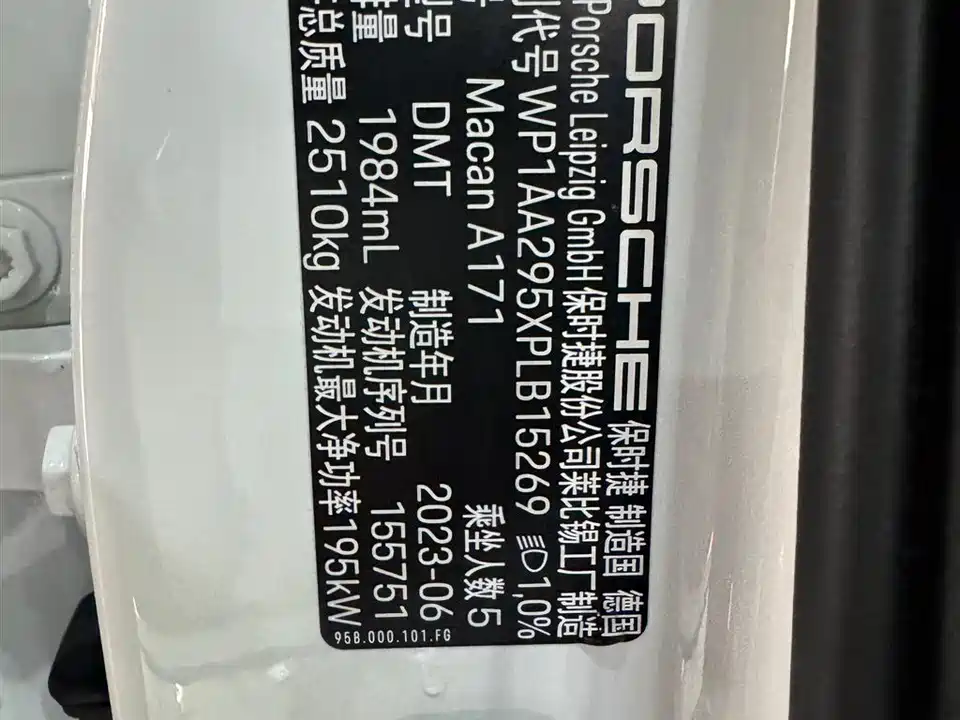 PORSCHE 保时捷 制造国 德国
Porsche Leipzig GmbH 保时捷股份公司莱比锡工厂制造
代号 WP1AA295XPLB15269 1,0%
Macan A171 乘坐人数 5
号 DMT 制造年月 2023-06
量 1984mL 发动机序列号 155751
总质量 2510kg 发动机最大净功率195kW
95B.000.101.FG